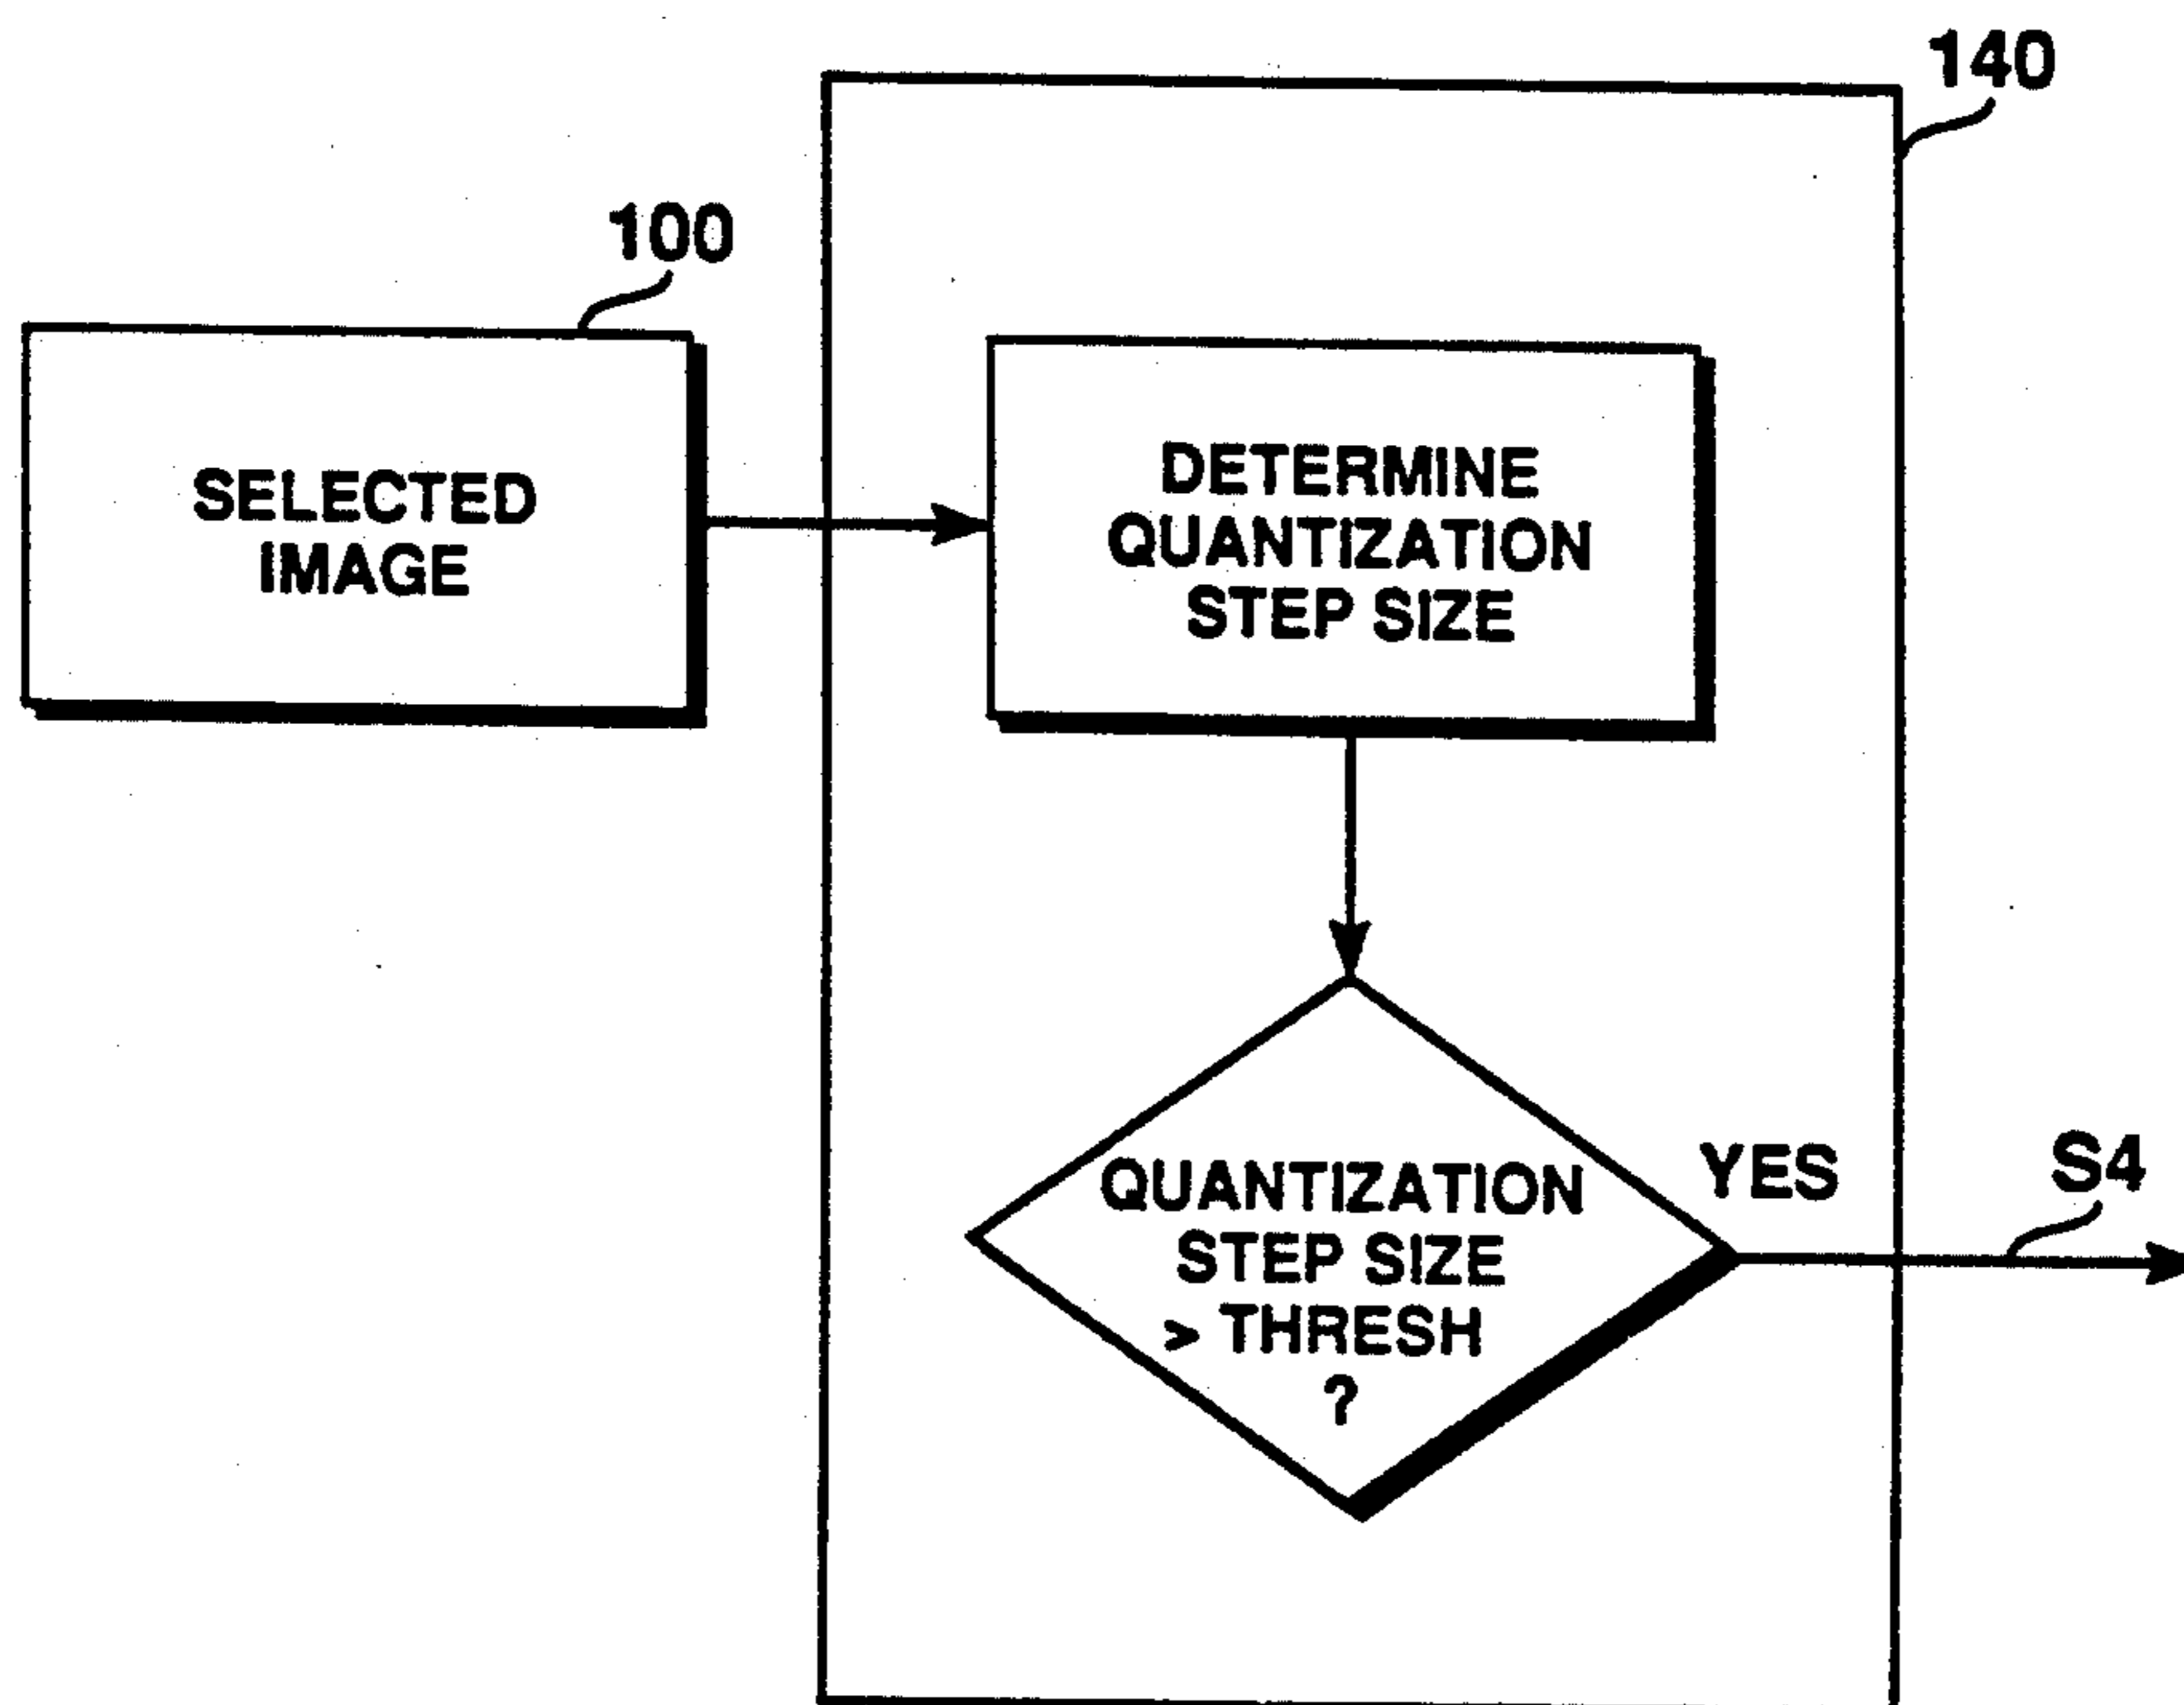 140
100
SELECTED
IMAGE
DETERMINE
QUANTIZATION
STEP SIZE
QUANTIZATION
STEP SIZE
> THRESH
?
YES
S4